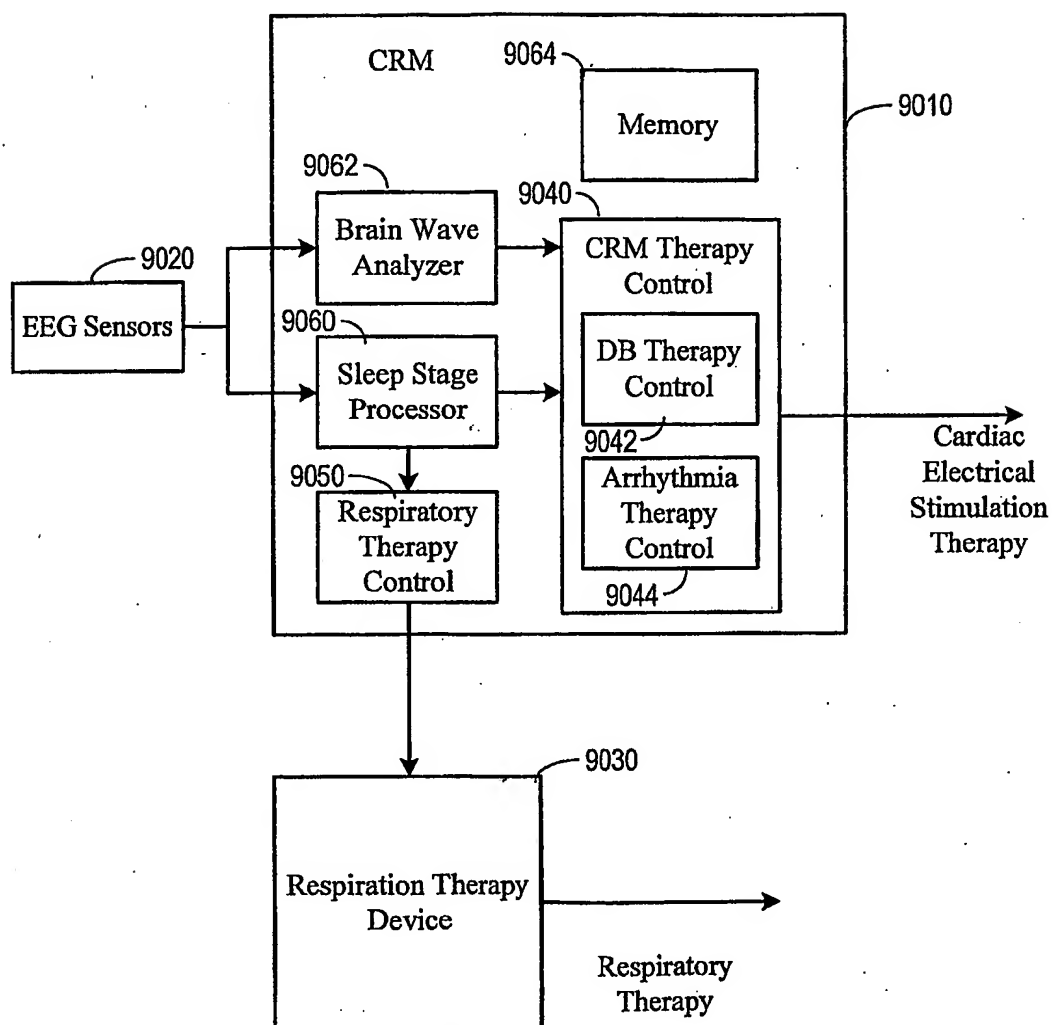 CRM
9064
Memory
9010
9062
Brain Wave
Analyzer
9040
CRM Therapy
Control
9020
EEG Sensors
9060
Sleep Stage
Processor
DB Therapy
Control
9042
Cardiac
Electrical
Stimulation
Therapy
9050
Respiratory
Therapy
Control
Arrhythmia
Therapy
Control
9044
9030
Respiration Therapy
Device
Respiratory
Therapy